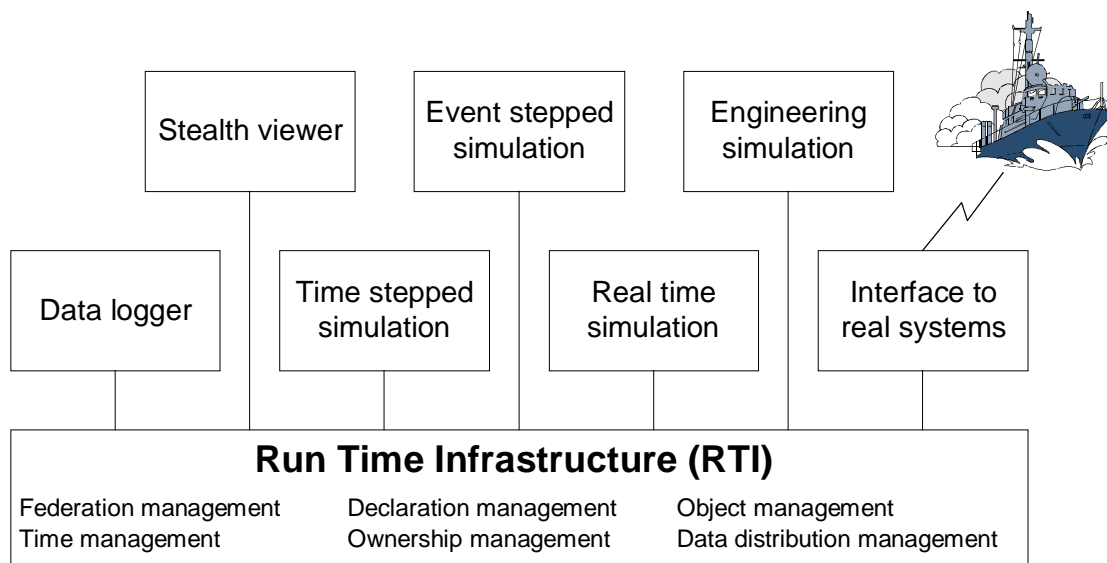 Stealth viewer
Event stepped
simulation
Engineering
simulation
Data logger
Time stepped
simulation
Real time
simulation
Interface to
real systems
Run Time Infrastructure (RTI)
Federation management
Declaration management
Object management
Time management
Ownership management
Data distribution management